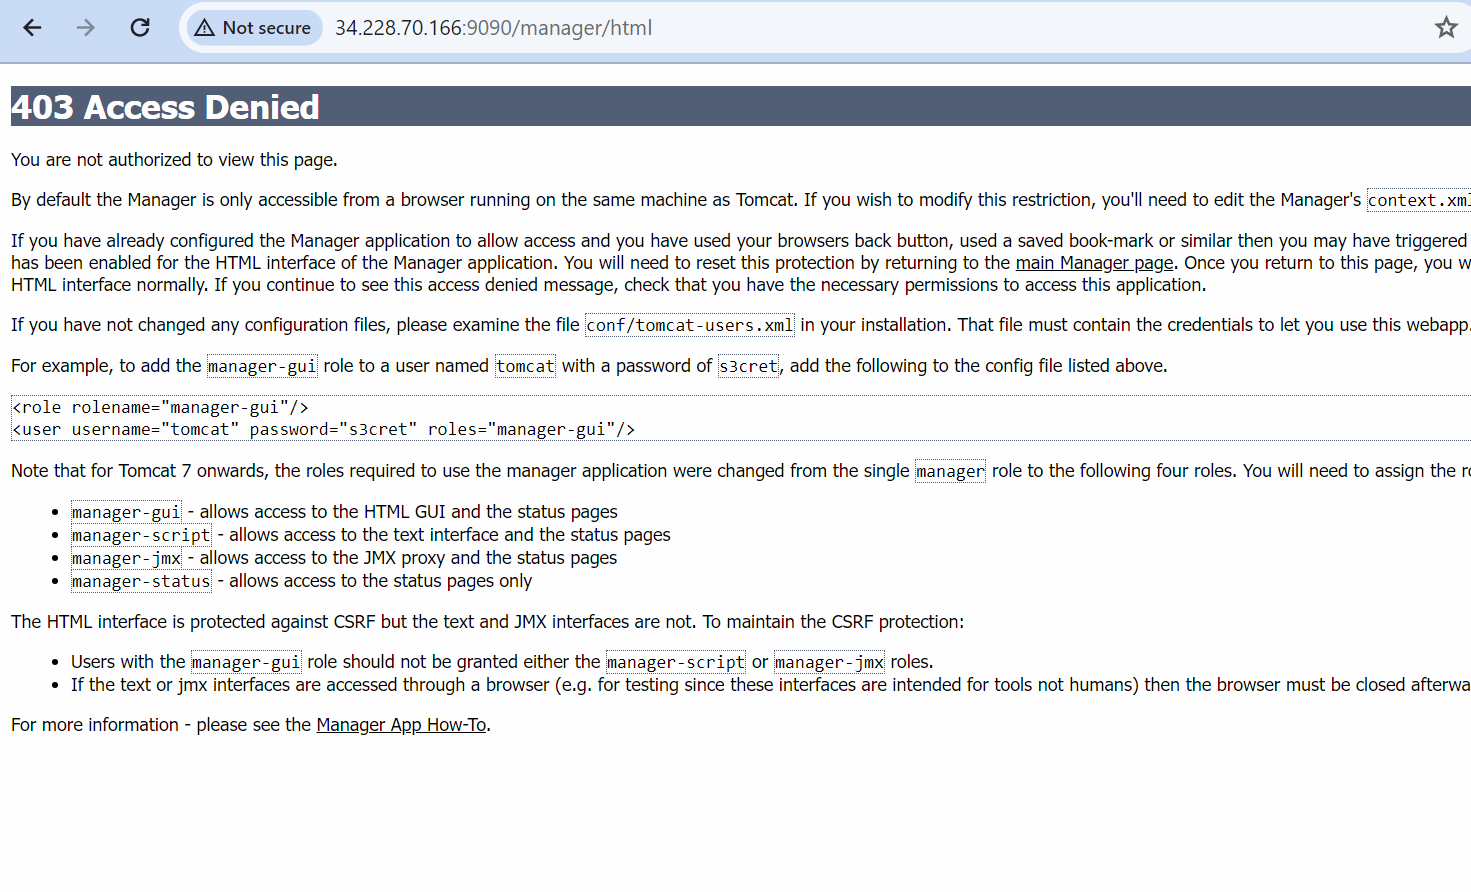 Not secure 34.228.70.166:9090/manager/html
403 Access Denied
You are not authorized to view this page.
By default the Manager is only accessible from a browser running on the same machine as Tomcat. If you wish to modify this restriction, you'll need to edit the Manager's context.xml
If you have already configured the Manager application to allow access and you have used your browsers back button, used a saved book-mark or similar then you may have triggered
has been enabled for the HTML interface of the Manager application. You will need to reset this protection by returning to the main Manager page. Once you return to this page, you w
HTML interface normally. If you continue to see this access denied message, check that you have the necessary permissions to access this application.
If you have not changed any configuration files, please examine the file conf/tomcat-users.xml in your installation. That file must contain the credentials to let you use this webapp.
For example, to add the manager-gui role to a user named tomcat with a password of s3cret, add the following to the config file listed above.
<role rolename="manager-gui"/>
<user username="tomcat" password="s3cret" roles="manager-gui"/>
Note that for Tomcat 7 onwards, the roles required to use the manager application were changed from the single manager role to the following four roles. You will need to assign the ro
• manager-gui - allows access to the HTML GUI and the status pages
• manager-script - allows access to the text interface and the status pages
• manager-jmx - allows access to the JMX proxy and the status pages
• manager-status - allows access to the status pages only
The HTML interface is protected against CSRF but the text and JMX interfaces are not. To maintain the CSRF protection:
• Users with the manager-gui role should not be granted either the manager-script or manager-jmx roles.
• If the text or jmx interfaces are accessed through a browser (e.g. for testing since these interfaces are intended for tools not humans) then the browser must be closed afterwa
For more information - please see the Manager App How-To.